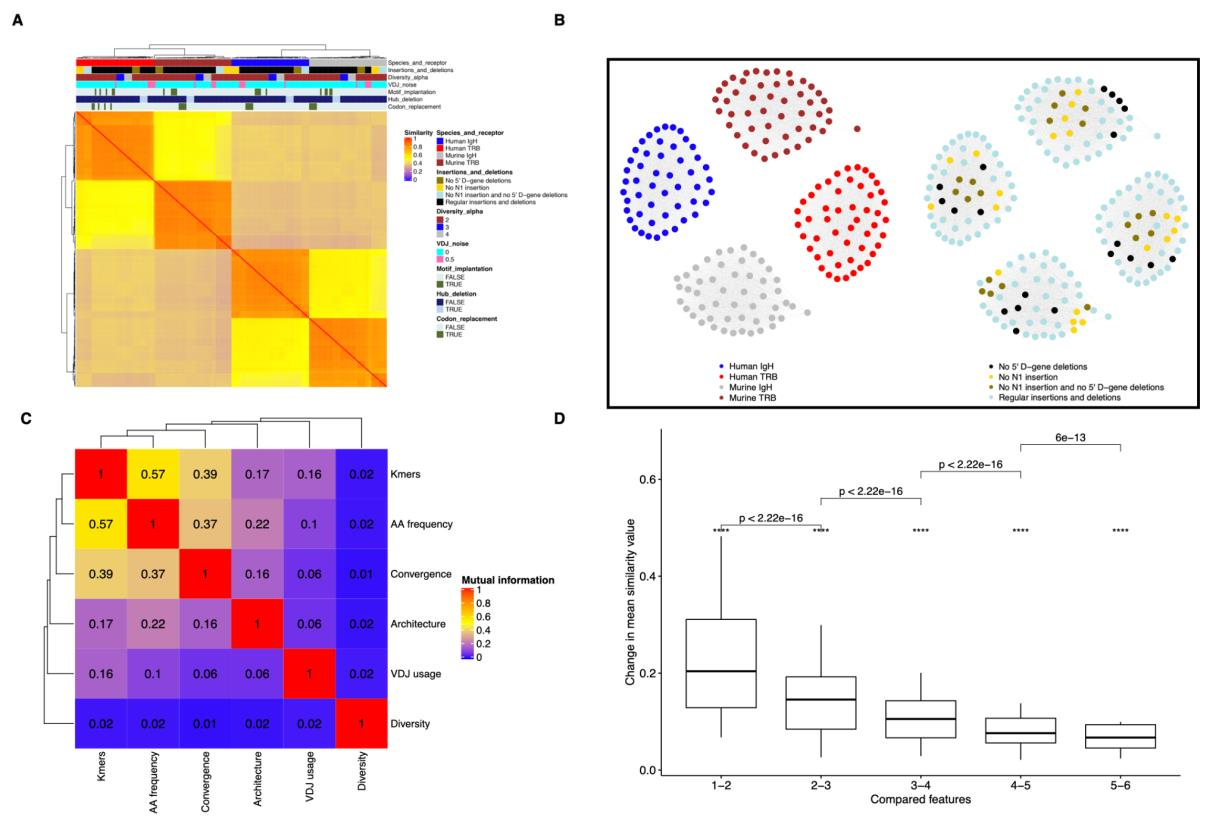 A
Species_and_receptor
Insertions_and_deletions
Diversity_alpha
VDJ_noise
Motif_implantation
Hub_deletion
Codon_replacement
Similarity
1
0.8
0.6
0.4
0.2
0
Species_and_receptor
Human IgH
Human TRB
Murine IgH
Murine TRB
Insertions_and_deletions
No 5' D-gene deletions
No N1 insertion
No N1 insertion and no 5' D-gene deletions
Regular insertions and deletions
Diversity_alpha
2
3
4
VDJ_noise
0
0.5
Motif_implantation
FALSE
TRUE
Hub_deletion
FALSE
TRUE
Codon_replacement
FALSE
TRUE
B
Human IgH
Human TRB
Murine IgH
Murine TRB
No 5' D-gene deletions
No N1 insertion
No N1 insertion and no 5' D-gene deletions
Regular insertions and deletions
C
1 0.57 0.39 0.17 0.16 0.02 Kmers
0.57 1 0.37 0.22 0.1 0.02 AA frequency
0.39 0.37 1 0.16 0.06 0.01 Convergence
0.17 0.22 0.16 1 0.06 0.02 Architecture
0.16 0.1 0.06 0.06 1 0.02 VDJ usage
0.02 0.02 0.01 0.02 0.02 1 Diversity
Kmers
AA frequency
Convergence
Architecture
VDJ usage
Diversity
Mutual information
1
0.8
0.6
0.4
0.2
0
D
Change in mean similarity value
0.6
0.4
0.2
0.0
6e−13
p < 2.22e−16
p < 2.22e−16
p < 2.22e−16
**** **** **** **** ****
1−2 2−3 3−4 4−5 5−6
Compared features